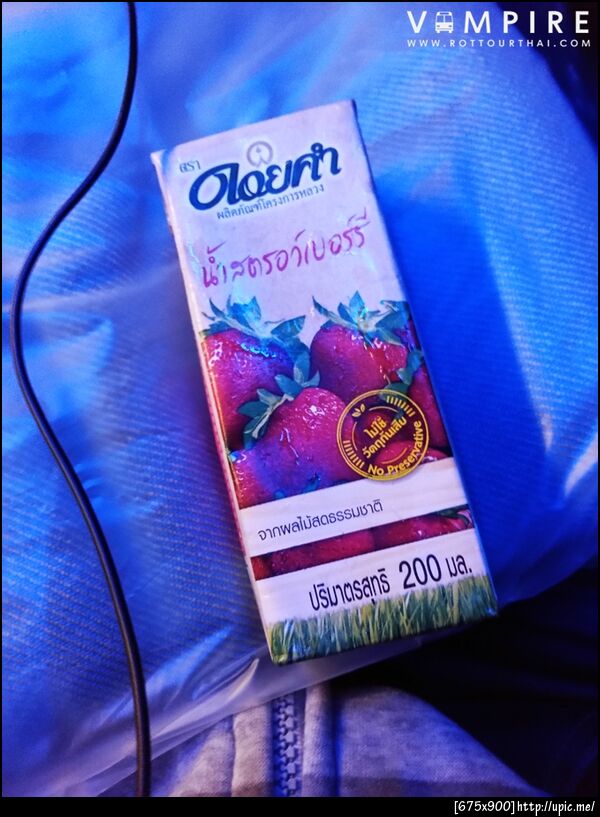 VAMPIRE
WWW.ROTTOURTHAI.COM
ตรา
ดอยคำ
ผลิตภัณฑ์โครงการหลวง
น้ำสตรอว์เบอร์รี
ไม่ใช้
วัตถุกันเสีย
No Preservative
จากผลไม้สดธรรมชาติ
ปริมาตรสุทธิ 200 มล.
[675x900]http://upic.me/